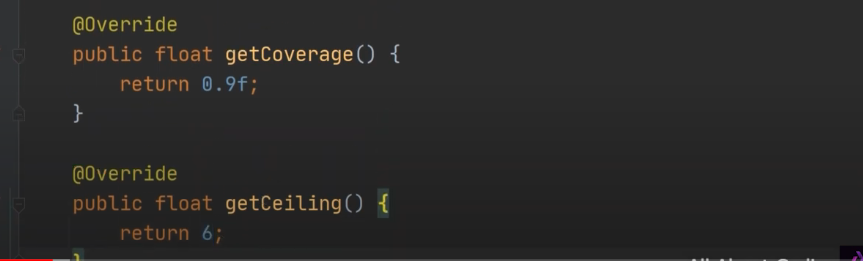 @Override
public float getCoverage() {
return 0.9f;
}
@Override
public float getCeiling() {
return 6;
}